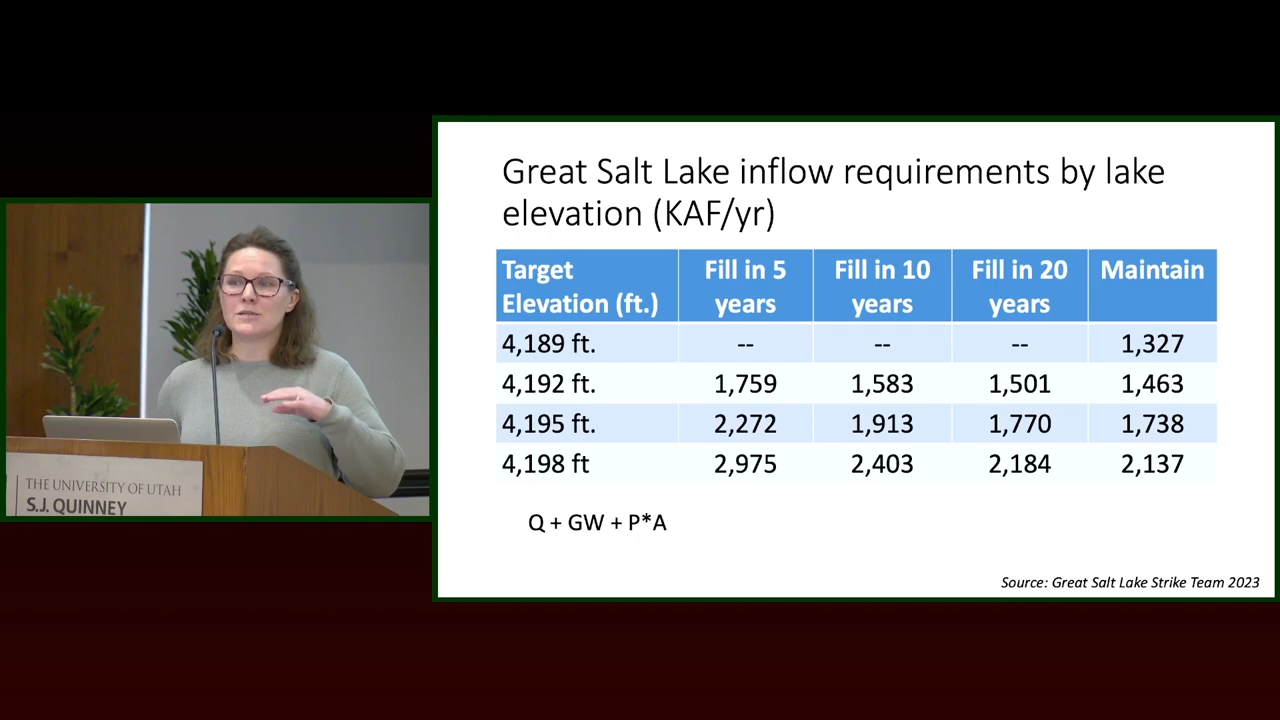 Great Salt Lake inflow requirements by lake
elevation (KAF/yr)
Target Elevation (ft.) Fill in 5 years Fill in 10 years Fill in 20 years Maintain
4,189 ft. -- -- -- 1,327
4,192 ft. 1,759 1,583 1,501 1,463
4,195 ft. 2,272 1,913 1,770 1,738
4,198 ft 2,975 2,403 2,184 2,137
Q + GW + P*A
Source: Great Salt Lake Strike Team 2023
THE UNIVERSITY OF UTAH
S.J. QUINNEY